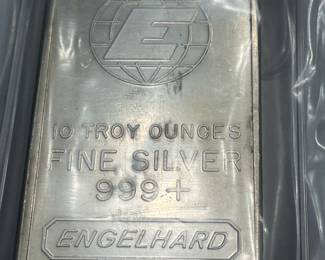 E
10 TROY OUNCES
FINE SILVER
999+
ENGELHARD